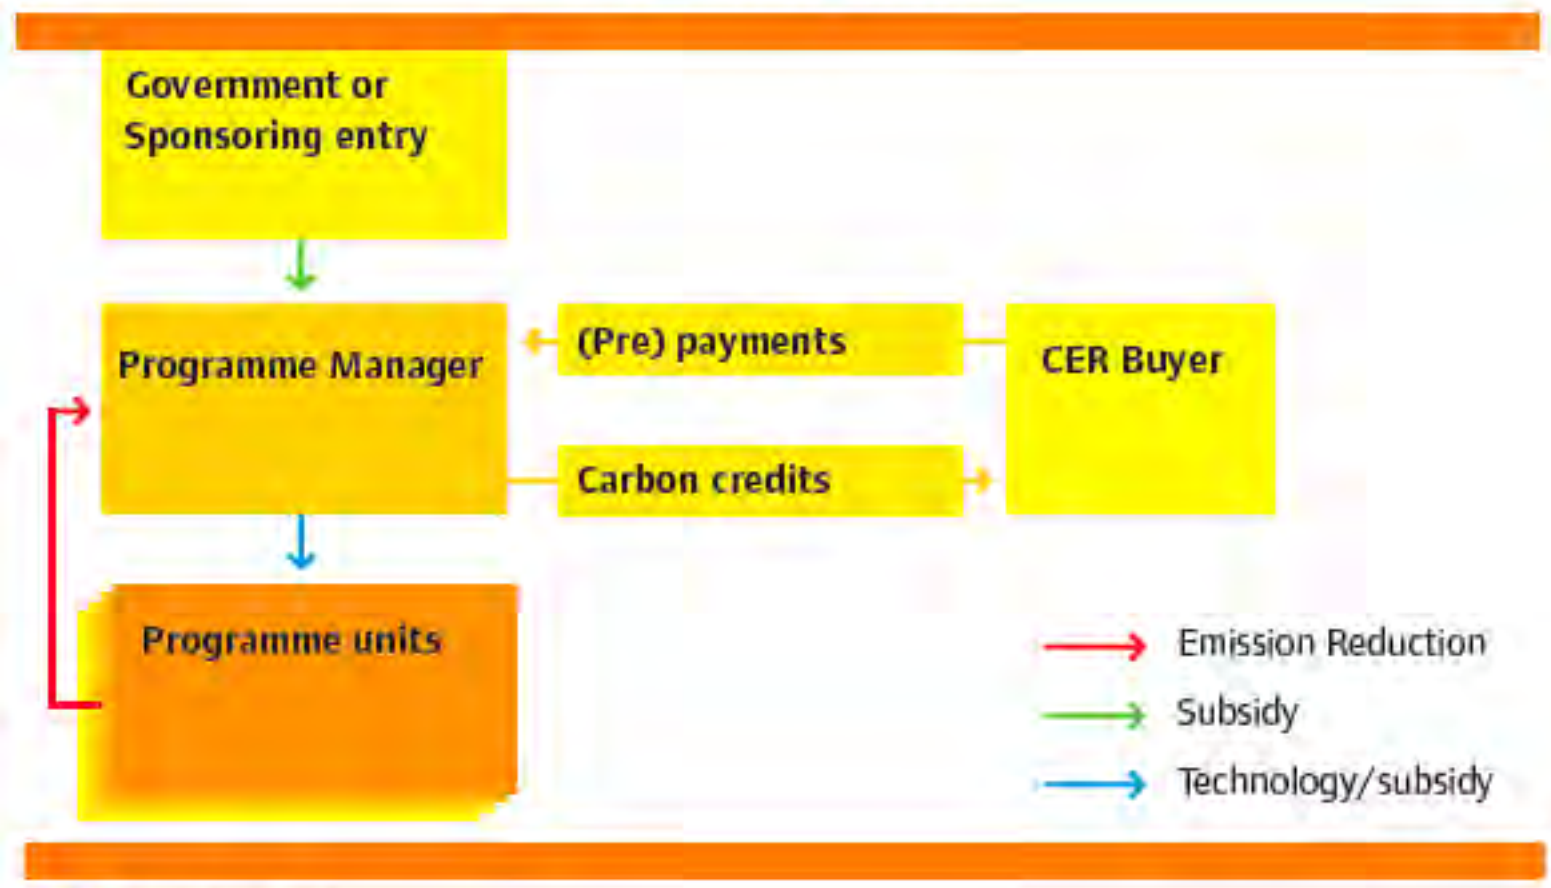 Government or
Sponsoring entry
Programme Manager
(Pre) payments
CER Buyer
Carbon credits
Programme units
Emission Reduction
Subsidy
Technology/subsidy